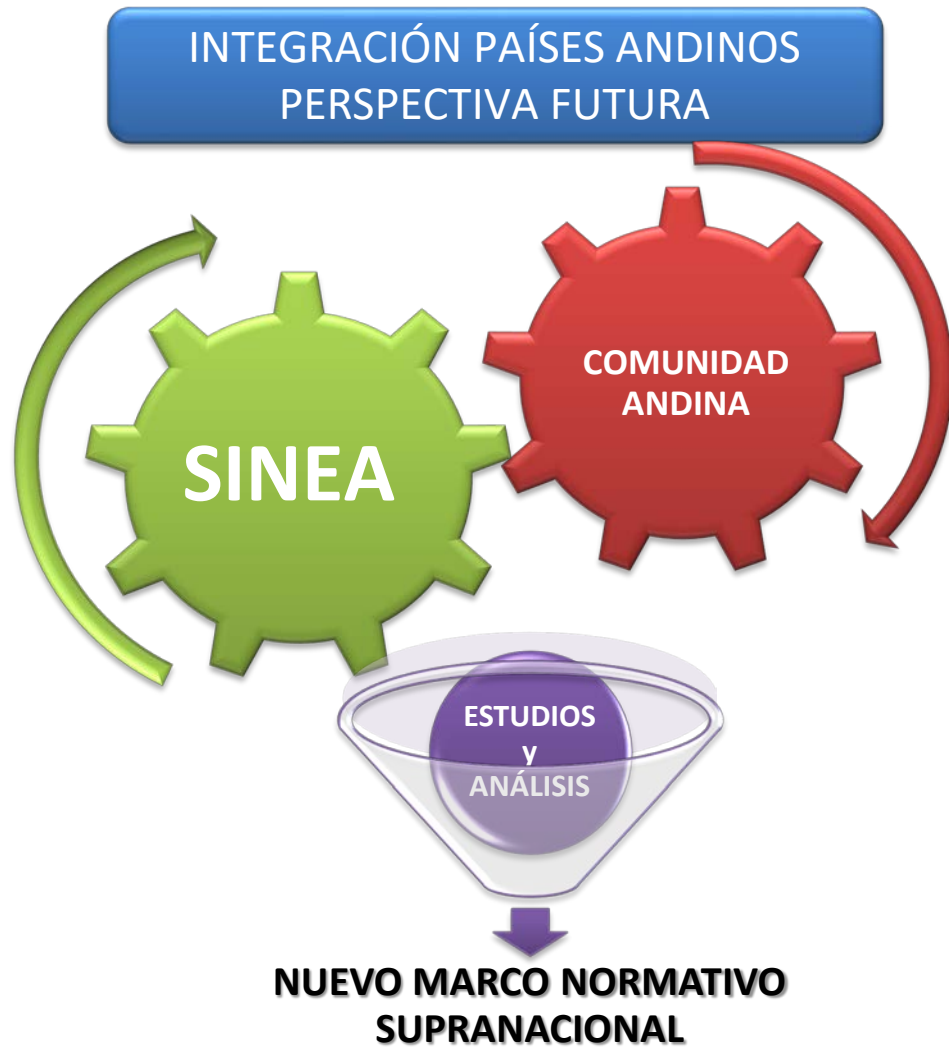 INTEGRACIÓN PAÍSES ANDINOS
PERSPECTIVA FUTURA
COMUNIDAD
ANDINA
SINEA
ESTUDIOS
y
ANÁLISIS
NUEVO MARCO NORMATIVO
SUPRANACIONAL